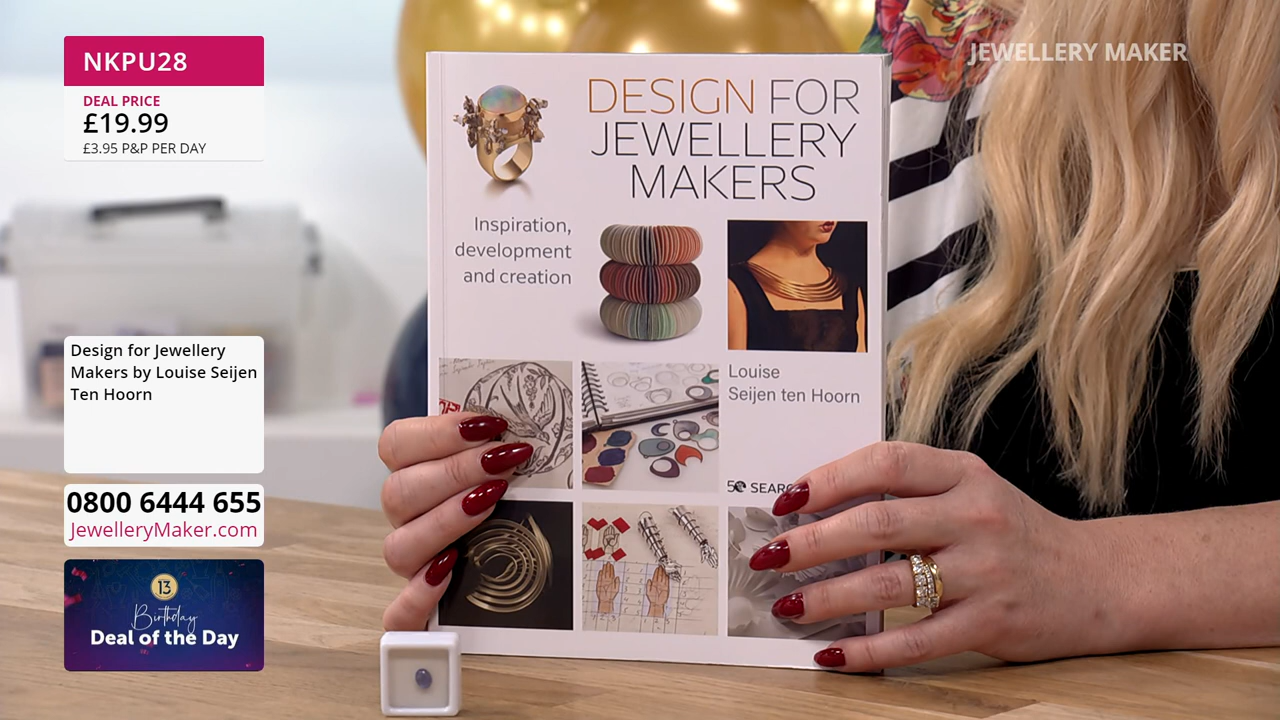 NKPU28
DEAL PRICE
£19.99
£3.95 P&P PER DAY
Design for Jewellery
Makers by Louise Seijen
Ten Hoorn
0800 6444 655
JewelleryMaker.com
13
Birthday
Deal of the Day
JEWELLERY MAKER
DESIGN FOR
JEWELLERY
MAKERS
Inspiration,
development
and creation
Louise
Seijen ten Hoorn